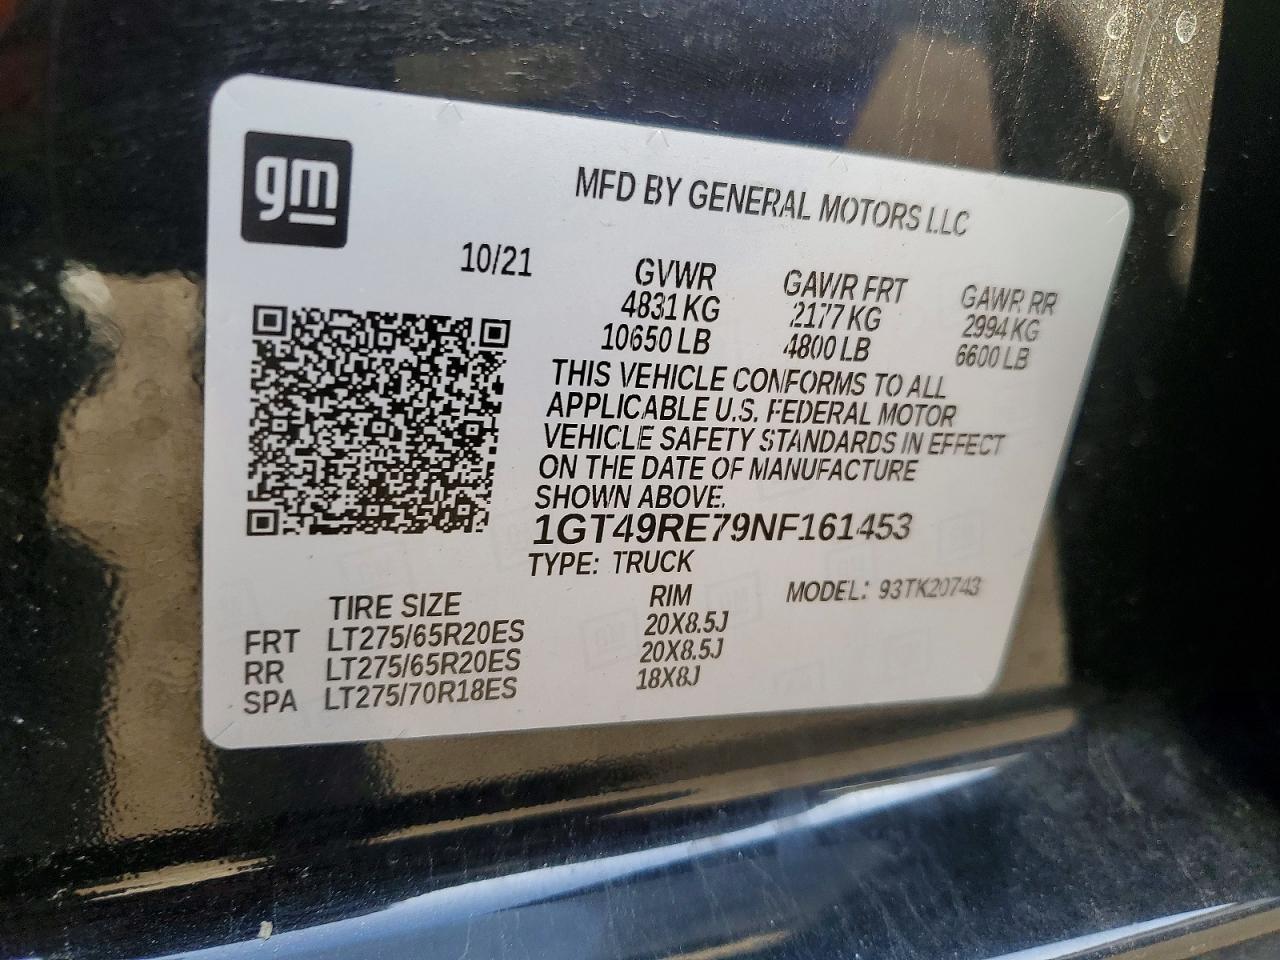 gm
MFD BY GENERAL MOTORS LLC
10/21
GVWR GAWR FRT GAWR RR
4831 KG 2177 KG 2994 KG
10650 LB 4800 LB 6600 LB
THIS VEHICLE CONFORMS TO ALL
APPLICABLE U.S. FEDERAL MOTOR
VEHICLE SAFETY STANDARDS IN EFFECT
ON THE DATE OF MANUFACTURE
SHOWN ABOVE.
1GT49RE79NF161453
TYPE: TRUCK
MODEL: 93TK20743
TIRE SIZE RIM
FRT LT275/65R20ES 20X8.5J
RR LT275/65R20ES 20X8.5J
SPA LT275/70R18ES 18X8J